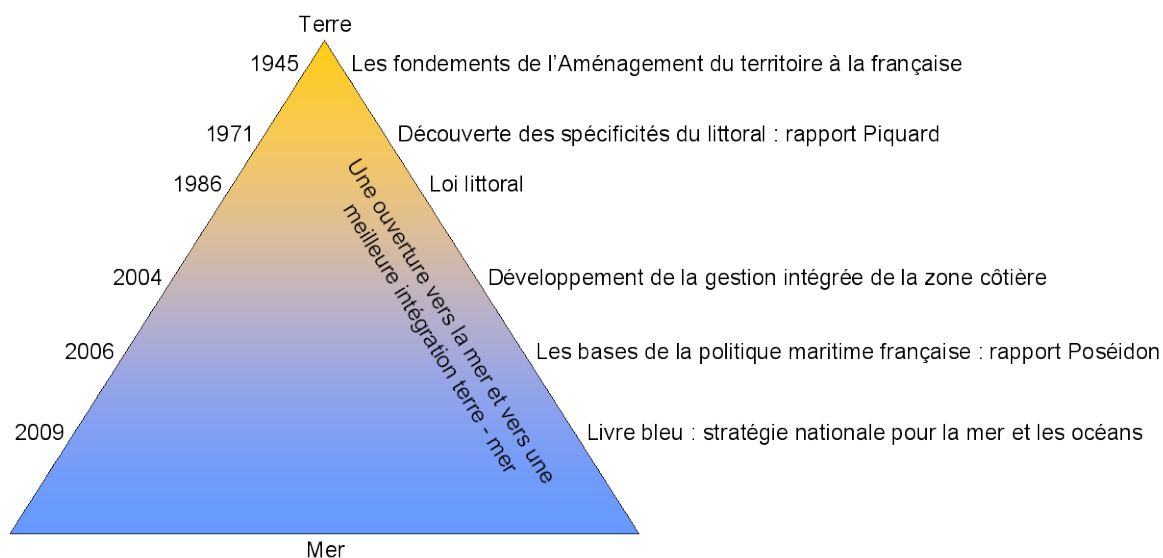 Terre
1945 Les fondements de l'Aménagement du territoire à la française
1971 Découverte des spécificités du littoral : rapport Piquard
1986 Loi littoral
Une ouverture vers la mer et vers une
meilleure intégration terre - mer
2004 Développement de la gestion intégrée de la zone côtière
2006 Les bases de la politique maritime française : rapport Poséidon
2009 Livre bleu : stratégie nationale pour la mer et les océans
Mer